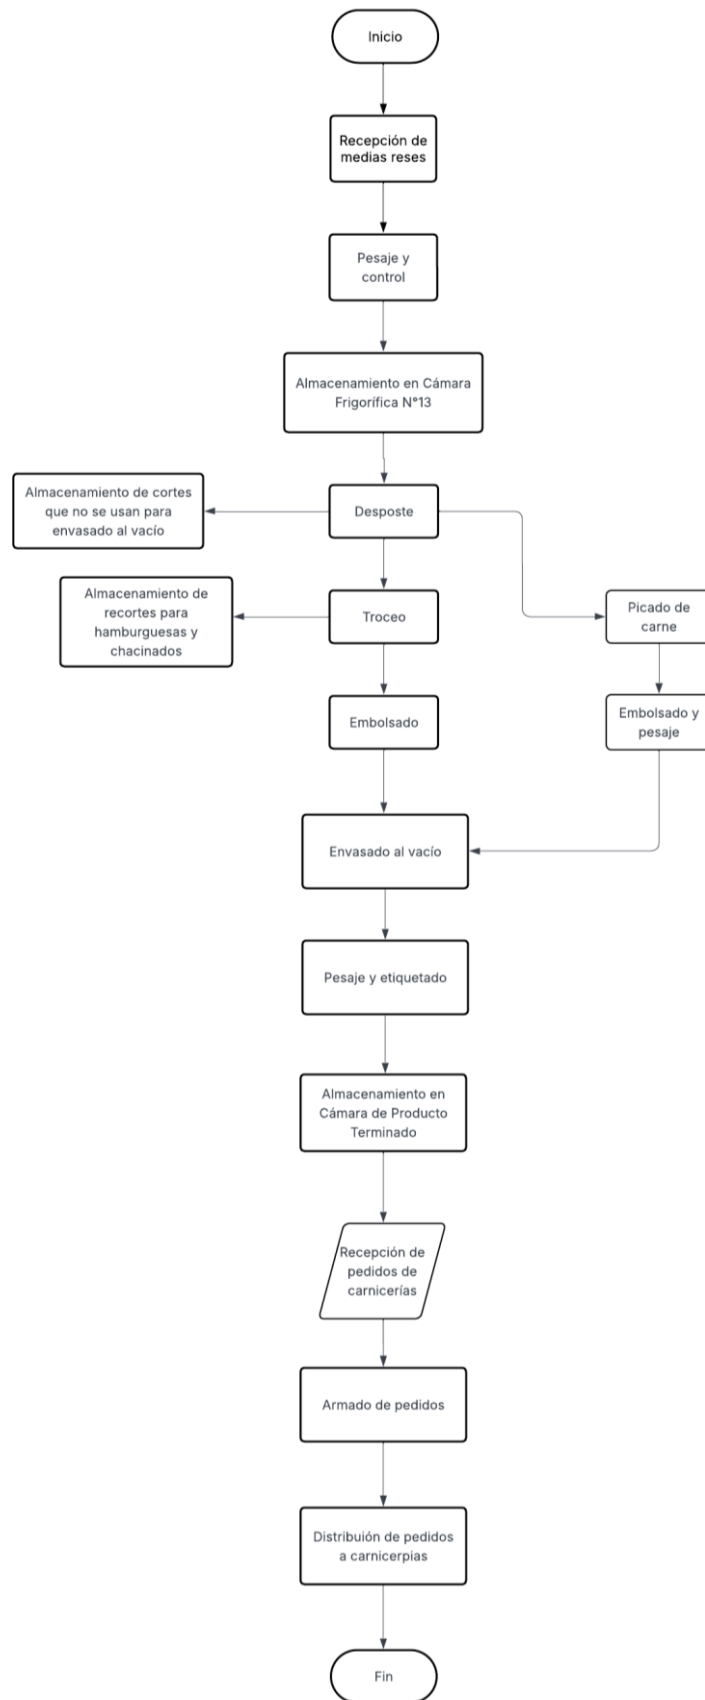 Inicio
Recepción de
medias reses
Pesaje y
control
Almacenamiento en Cámara
Frigorífica N°13
Almacenamiento de cortes
que no se usan para
envasado al vacío
Desposte
Almacenamiento de
recortes para
hamburguesas y
chacinados
Troceo
Picado de
carne
Embolsado
Embolsado y
pesaje
Envasado al vacío
Pesaje y etiquetado
Almacenamiento en
Cámara de Producto
Terminado
Recepción de
pedidos de
carnicerías
Armado de pedidos
Distribuión de pedidos
a carnicerpias
Fin